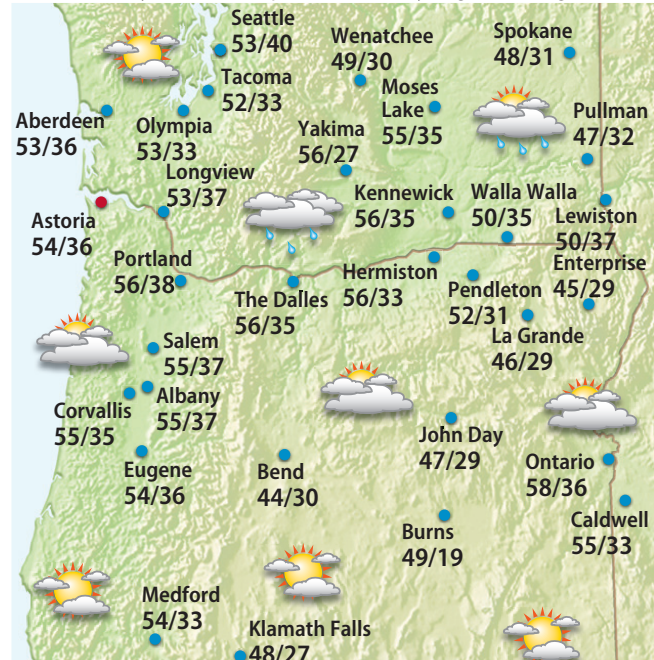 Seattle
53/40
Wenatchee
49/30
Spokane
48/31
Tacoma
52/33
Moses
Lake
55/35
Aberdeen
53/36
Olympia
53/33
Yakima
56/27
Pullman
47/32
Longview
53/37
Kennewick
56/35
Walla Walla
50/35
Lewiston
50/37
Astoria
54/36
Portland
56/38
The Dalles
56/35
Hermiston
56/33
Pendleton
52/31
Enterprise
45/29
La Grande
46/29
Salem
55/37
Albany
55/37
Corvallis
55/35
Eugene
54/36
Bend
44/30
John Day
47/29
Ontario
58/36
Caldwell
55/33
Burns
49/19
Medford
54/33
Klamath Falls
48/27